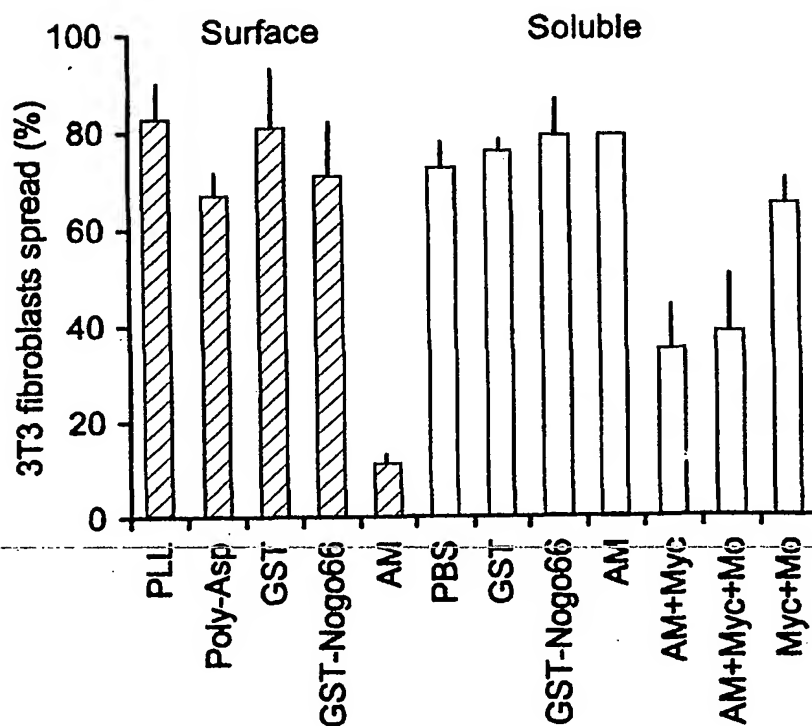 Surface
Soluble
3T3 fibroblasts spread (%)
100
80
60
40
20
0
PLL
Poly-Asp
GST
GST-Nogo66
AM
PBS
GST
GST-Nogo66
AM
AM+Myc
AM+Myc+Mo
Myc+Mo